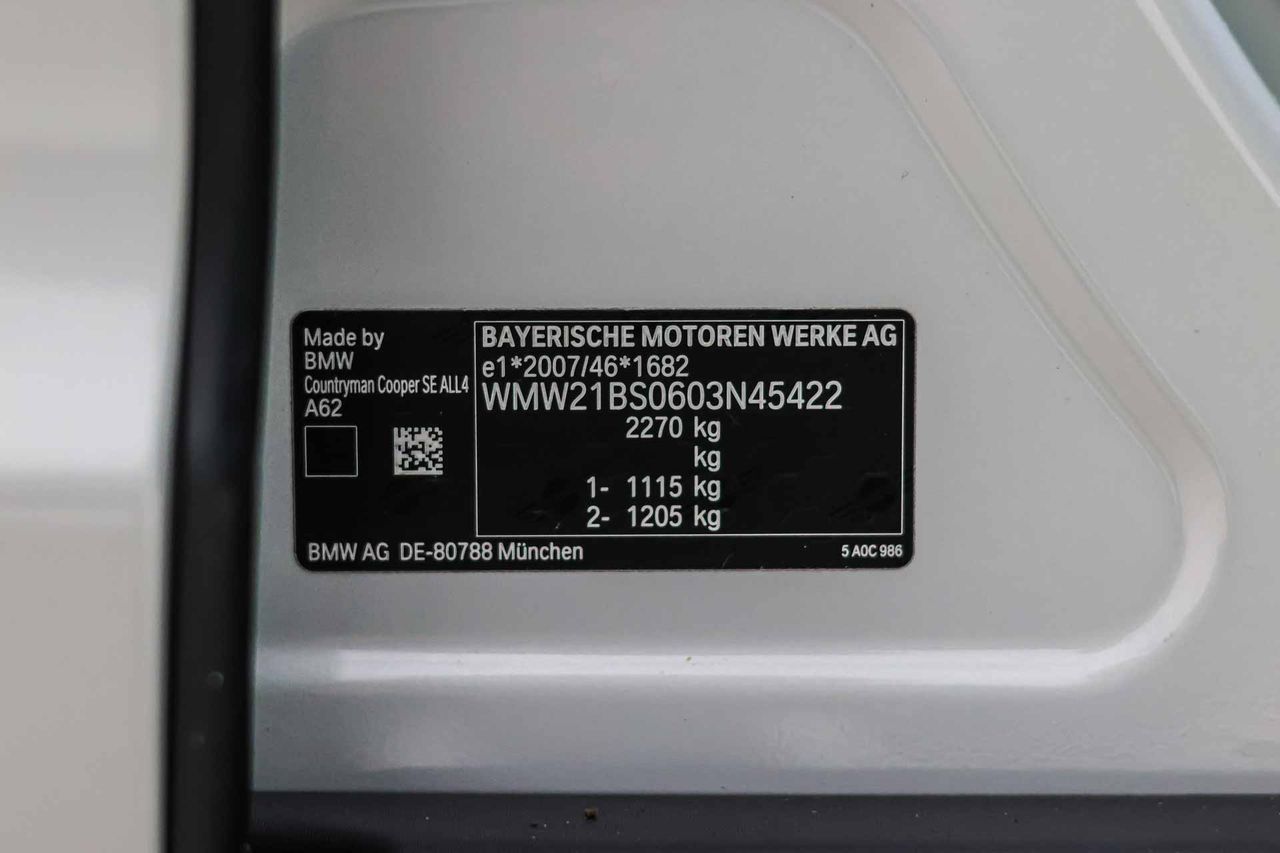 Made by
BMW
Countryman Cooper SE ALL4
A62
BAYERISCHE MOTOREN WERKE AG
e1*2007/46*1682
WMW21BS0603N45422
2270 kg
kg
1- 1115 kg
2- 1205 kg
BMW AG DE-80788 München
5 A0C 986